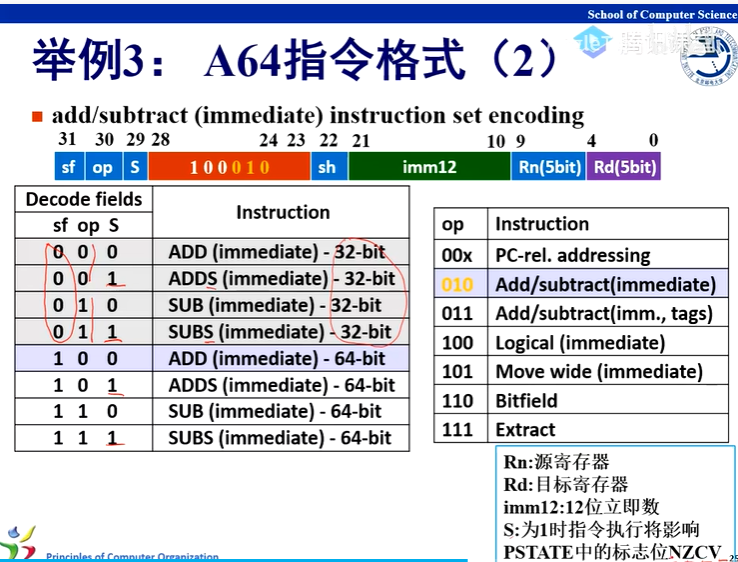 School of Computer Science
举例3： A64指令格式（2）
腾讯课堂
add/subtract (immediate) instruction set encoding
31 30 29 28 24 23 22 21 10 9 4 0
sf op S 1 0 0 0 1 0 sh imm12 Rn(5bit) Rd(5bit)
Decode fields Instruction
sf op S
0 0 0 ADD (immediate) - 32-bit
0 0 1 ADDS (immediate) - 32-bit
0 1 0 SUB (immediate) - 32-bit
0 1 1 SUBS (immediate) - 32-bit
1 0 0 ADD (immediate) - 64-bit
1 0 1 ADDS (immediate) - 64-bit
1 1 0 SUB (immediate) - 64-bit
1 1 1 SUBS (immediate) - 64-bit
op Instruction
00x PC-rel. addressing
010 Add/subtract(immediate)
011 Add/subtract(imm., tags)
100 Logical (immediate)
101 Move wide (immediate)
110 Bitfield
111 Extract
Rn:源寄存器
Rd:目标寄存器
imm12:12位立即数
S:为1时指令执行将影响
PSTATE中的标志位NZCV
Principles of Computer Organization